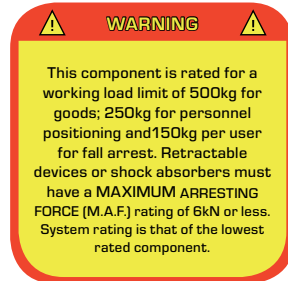 WARNING
This component is rated for a
working load limit of 500kg for
goods; 250kg for personnel
positioning and150kg per user
for fall arrest. Retractable
devices or shock absorbers must
have a MAXIMUM ARRESTING
FORCE (M.A.F.) rating of 6kN or less.
System rating is that of the lowest
rated component.